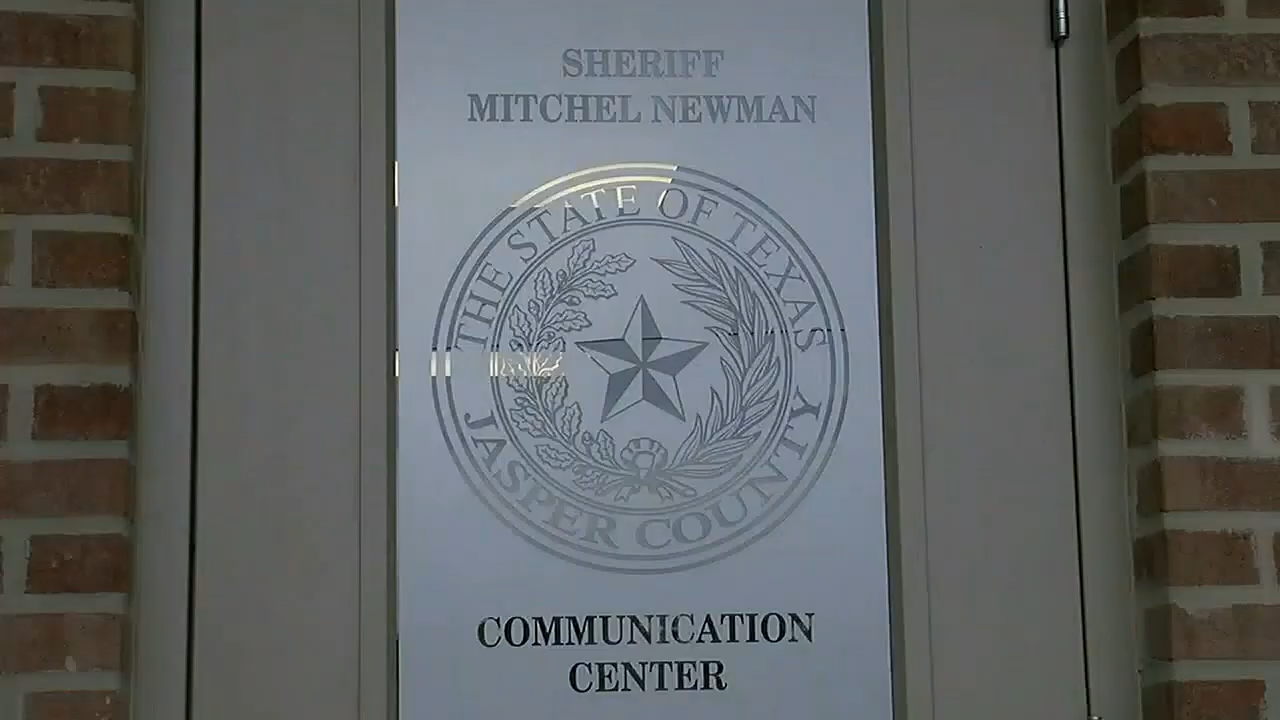 SHERIFF
MITCHEL NEWMAN
THE STATE OF TEXAS
JASPER COUNTY
COMMUNICATION
CENTER